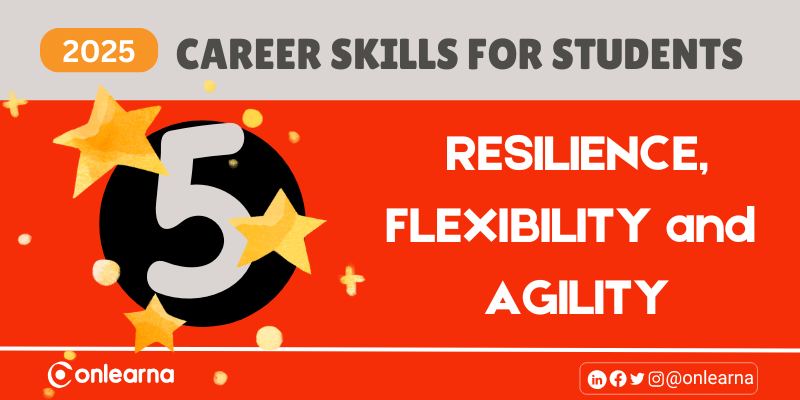 2025 CAREER SKILLS FOR STUDENTS
5
RESILIENCE,
FLEXIBILITY and
AGILITY
onlearna
@onlearna